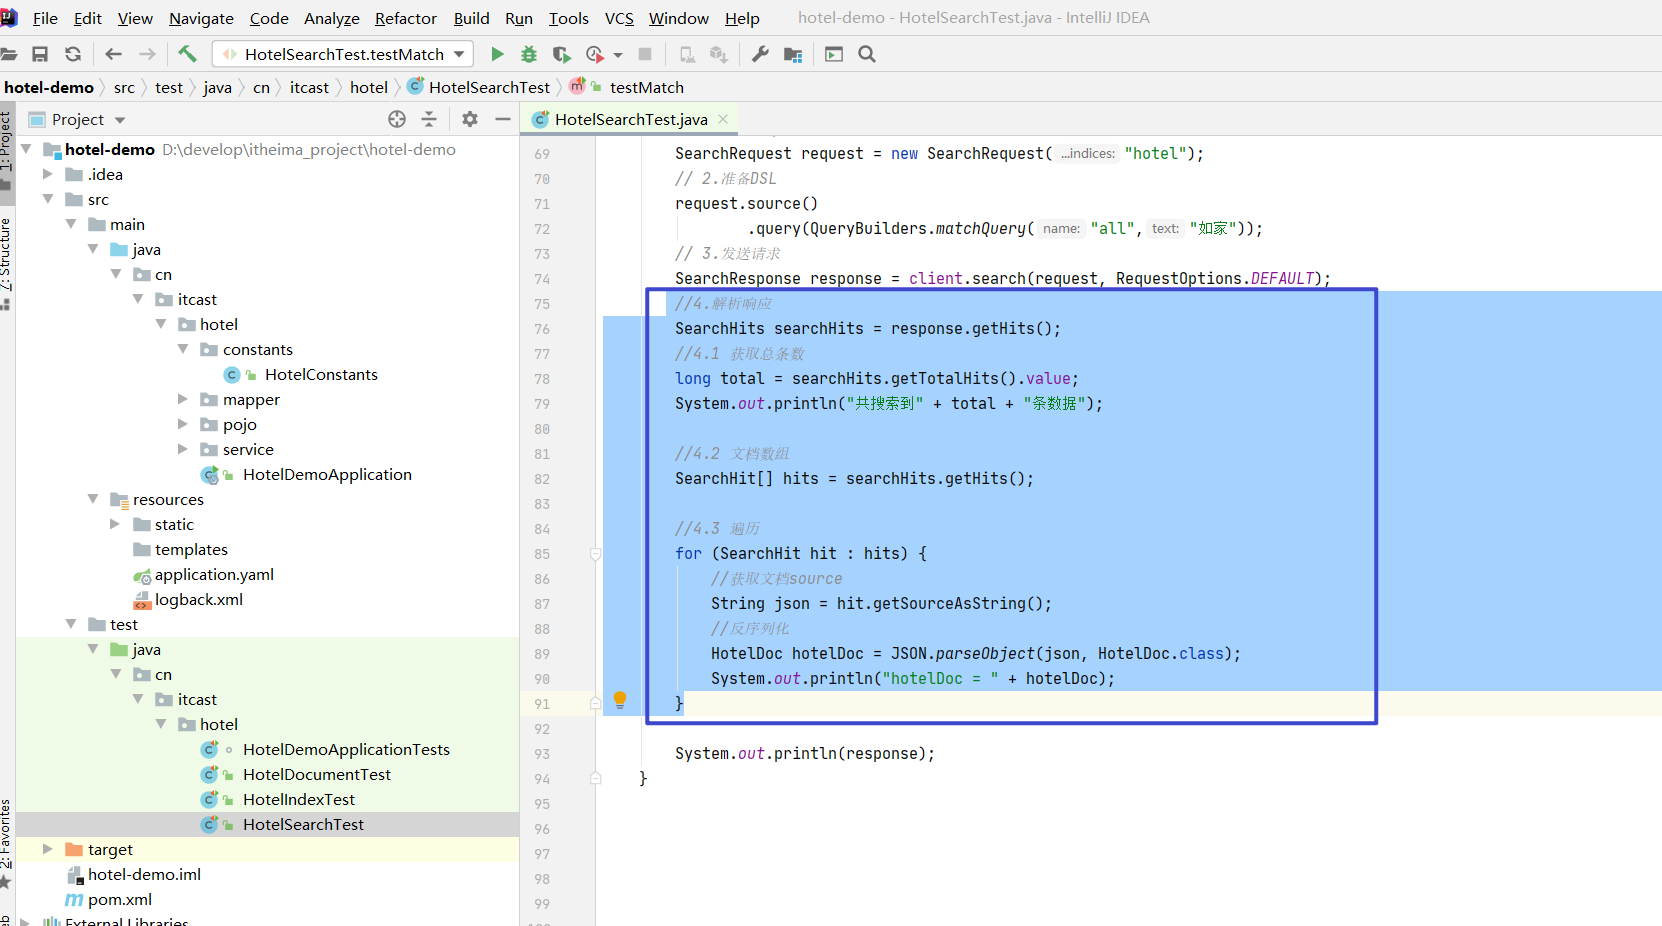 File Edit View Navigate Code Analyze Refactor Build Run Tools VCS Window Help hotel-demo - HotelSearchTest.java - IntelliJ IDEA
HotelSearchTest.testMatch
hotel-demo src test java cn itcast hotel HotelSearchTest testMatch
1: Project
7: Structure
2: Favorites
Project
hotel-demo D:\develop\itheima_project\hotel-demo
.idea
src
main
java
cn
itcast
hotel
constants
HotelConstants
mapper
pojo
service
HotelDemoApplication
resources
static
templates
application.yaml
logback.xml
test
java
cn
itcast
hotel
HotelDemoApplicationTests
HotelDocumentTest
HotelIndexTest
HotelSearchTest
target
hotel-demo.iml
pom.xml
External Libraries
HotelSearchTest.java
69 SearchRequest request = new SearchRequest( ...indices: "hotel");
70 // 2.准备DSL
71 request.source()
72 .query(QueryBuilders.matchQuery( name: "all", text: "如家"));
73 // 3.发送请求
74 SearchResponse response = client.search(request, RequestOptions.DEFAULT);
75 //4.解析响应
76 SearchHits searchHits = response.getHits();
77 //4.1 获取总条数
78 long total = searchHits.getTotalHits().value;
79 System.out.println("共搜索到" + total + "条数据");
80
81 //4.2 文档数组
82 SearchHit[] hits = searchHits.getHits();
83
84 //4.3 遍历
85 for (SearchHit hit : hits) {
86 //获取文档source
87 String json = hit.getSourceAsString();
88 //反序列化
89 HotelDoc hotelDoc = JSON.parseObject(json, HotelDoc.class);
90 System.out.println("hotelDoc = " + hotelDoc);
91 }
92
93 System.out.println(response);
94 }
95
96
97
98
99